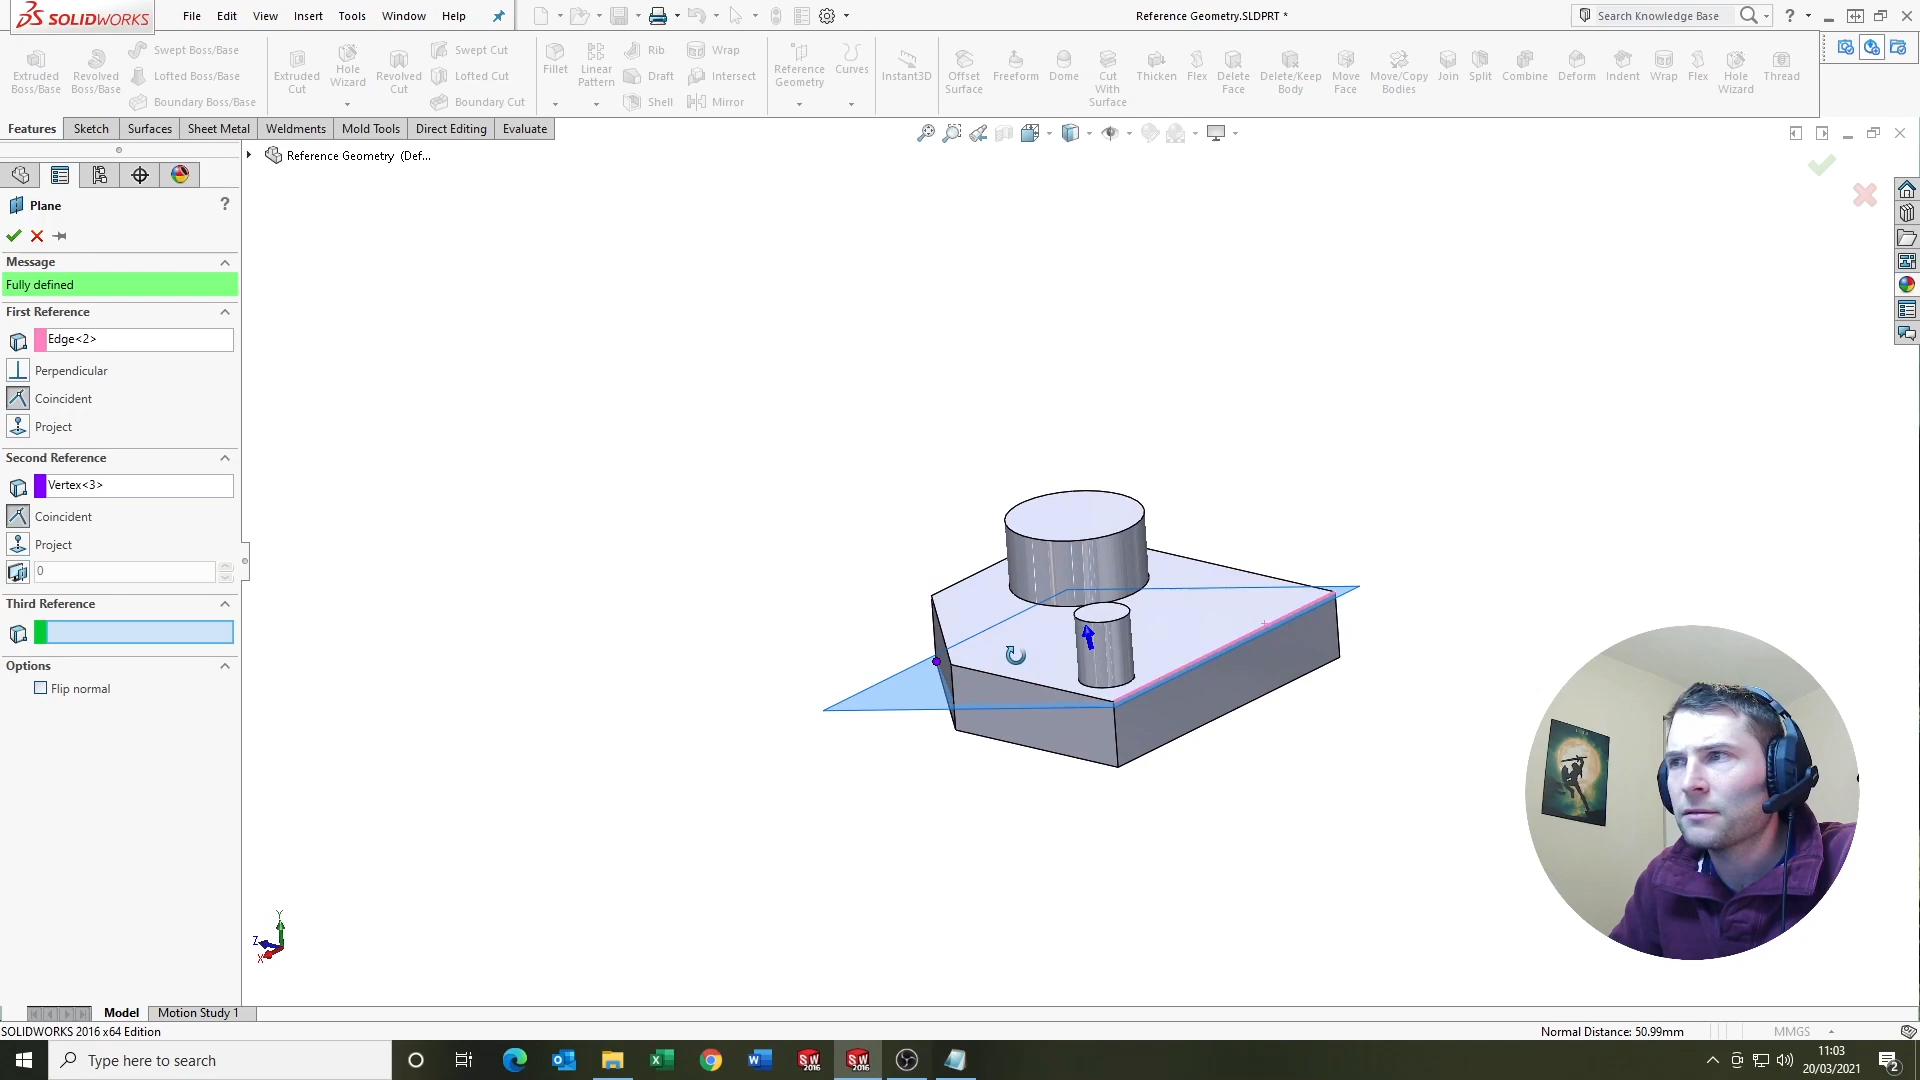 SOLIDWORKS
File Edit View Insert Tools Window Help
Reference Geometry.SLDPRT *
Search Knowledge Base
Extruded Boss/Base
Revolved Boss/Base
Swept Boss/Base
Lofted Boss/Base
Boundary Boss/Base
Extruded Cut
Hole Wizard
Revolved Cut
Swept Cut
Lofted Cut
Boundary Cut
Fillet
Linear Pattern
Rib
Draft
Shell
Wrap
Intersect
Mirror
Reference Geometry
Curves
Instant3D
Offset Surface
Freeform
Dome
Cut With Surface
Thicken
Flex
Delete Face
Delete/Keep Body
Move Face
Move/Copy Bodies
Join
Split
Combine
Deform
Indent
Wrap
Flex
Hole Wizard
Thread
Features Sketch Surfaces Sheet Metal Weldments Mold Tools Direct Editing Evaluate
Reference Geometry (Def...
Plane
?
Message
Fully defined
First Reference
Edge<2>
Perpendicular
Coincident
Project
Second Reference
Vertex<3>
Coincident
Project
0
Third Reference
Options
Flip normal
Y
Z
X
Model Motion Study 1
SOLIDWORKS 2016 x64 Edition
Normal Distance: 50.99mm
MMGS
Type here to search
SW 2016
SW 2016
11:03
20/03/2021
2